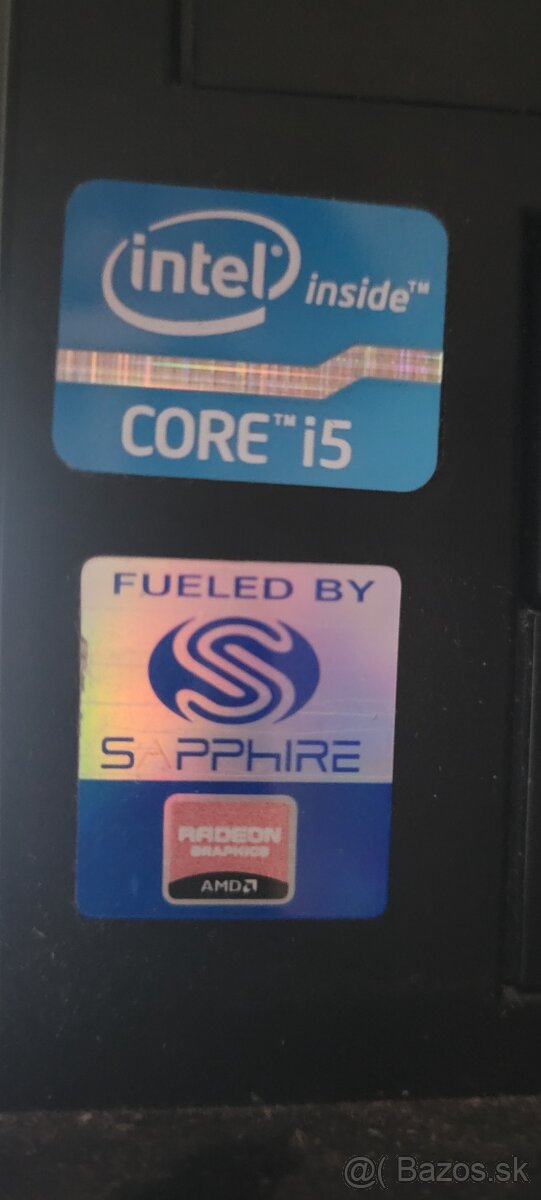 intel® inside™
CORE™ i5
FUELED BY
SAPPHIRE
RADEON
GRAPHICS
AMD
@( Bazos.sk